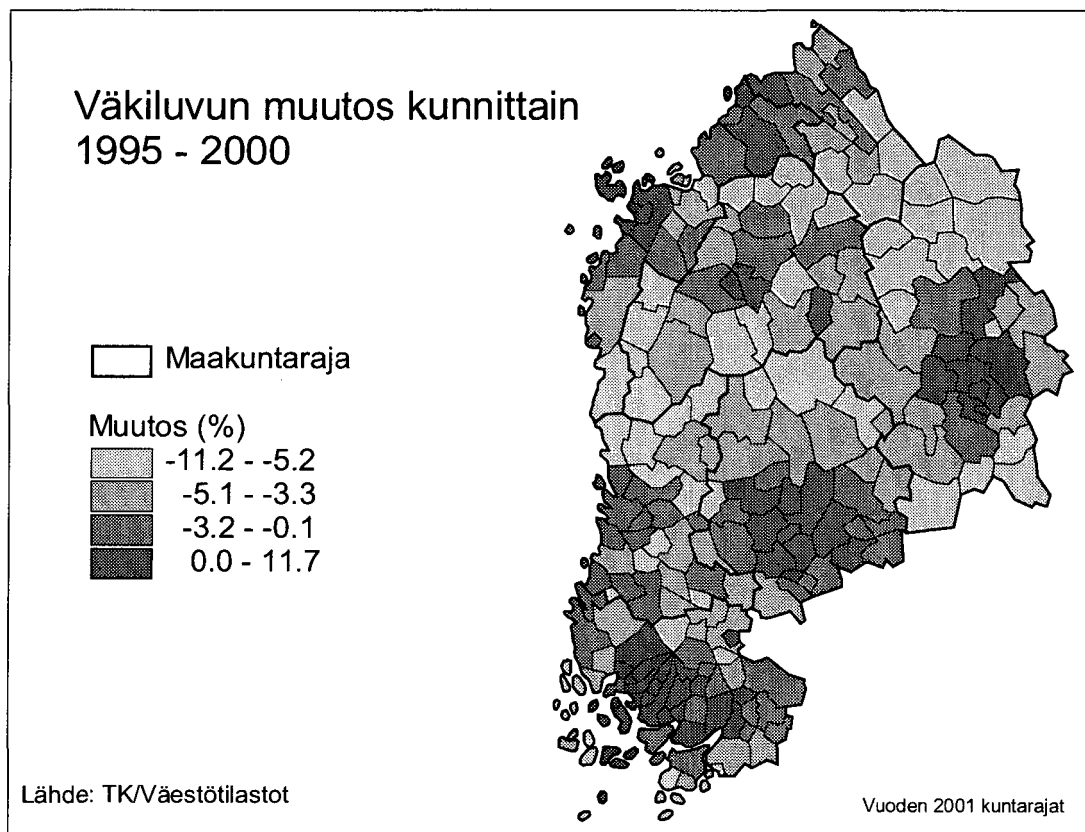 Väkiluvun muutos kunnittain
1995 - 2000
Maakuntaraja
Muutos (%)
-11.2 - -5.2
-5.1 - -3.3
-3.2 - -0.1
0.0 - 11.7
Lähde: TK/Väestötilastot
Vuoden 2001 kuntarajat